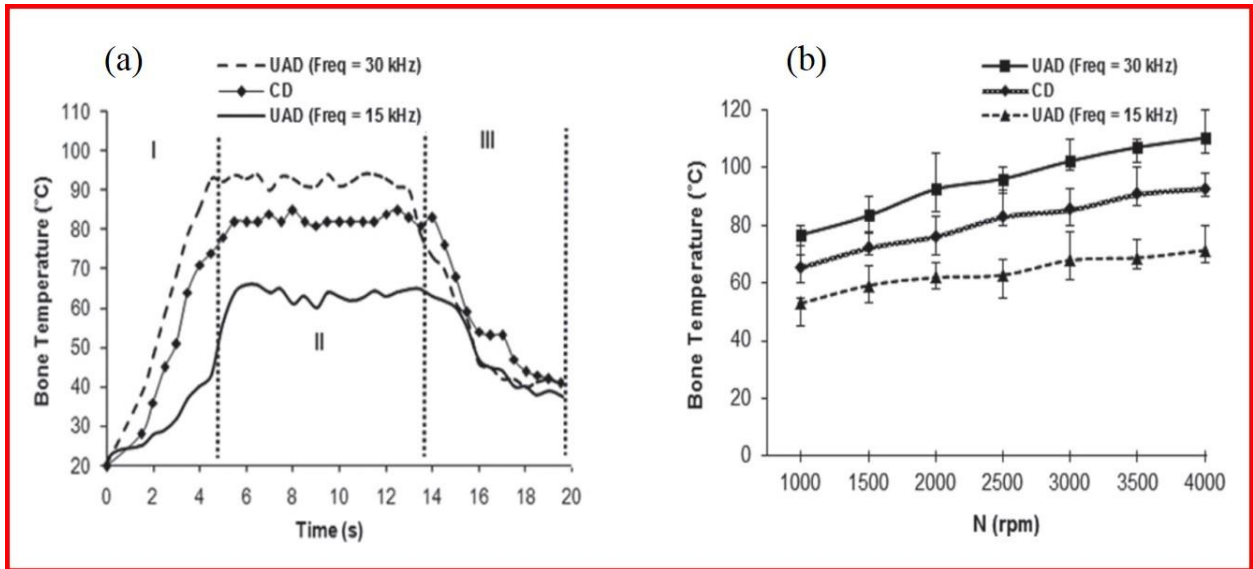 (a)
UAD (Freq = 30 kHz)
CD
UAD (Freq = 15 kHz)
110
100
90
80
70
60
50
40
30
20
Bone Temperature (°C)
I
II
III
0 2 4 6 8 10 12 14 16 18 20
Time (s)
(b)
UAD (Freq = 30 kHz)
CD
UAD (Freq = 15 kHz)
120
100
80
60
40
20
0
Bone Temperature (°C)
1000 1500 2000 2500 3000 3500 4000
N (rpm)